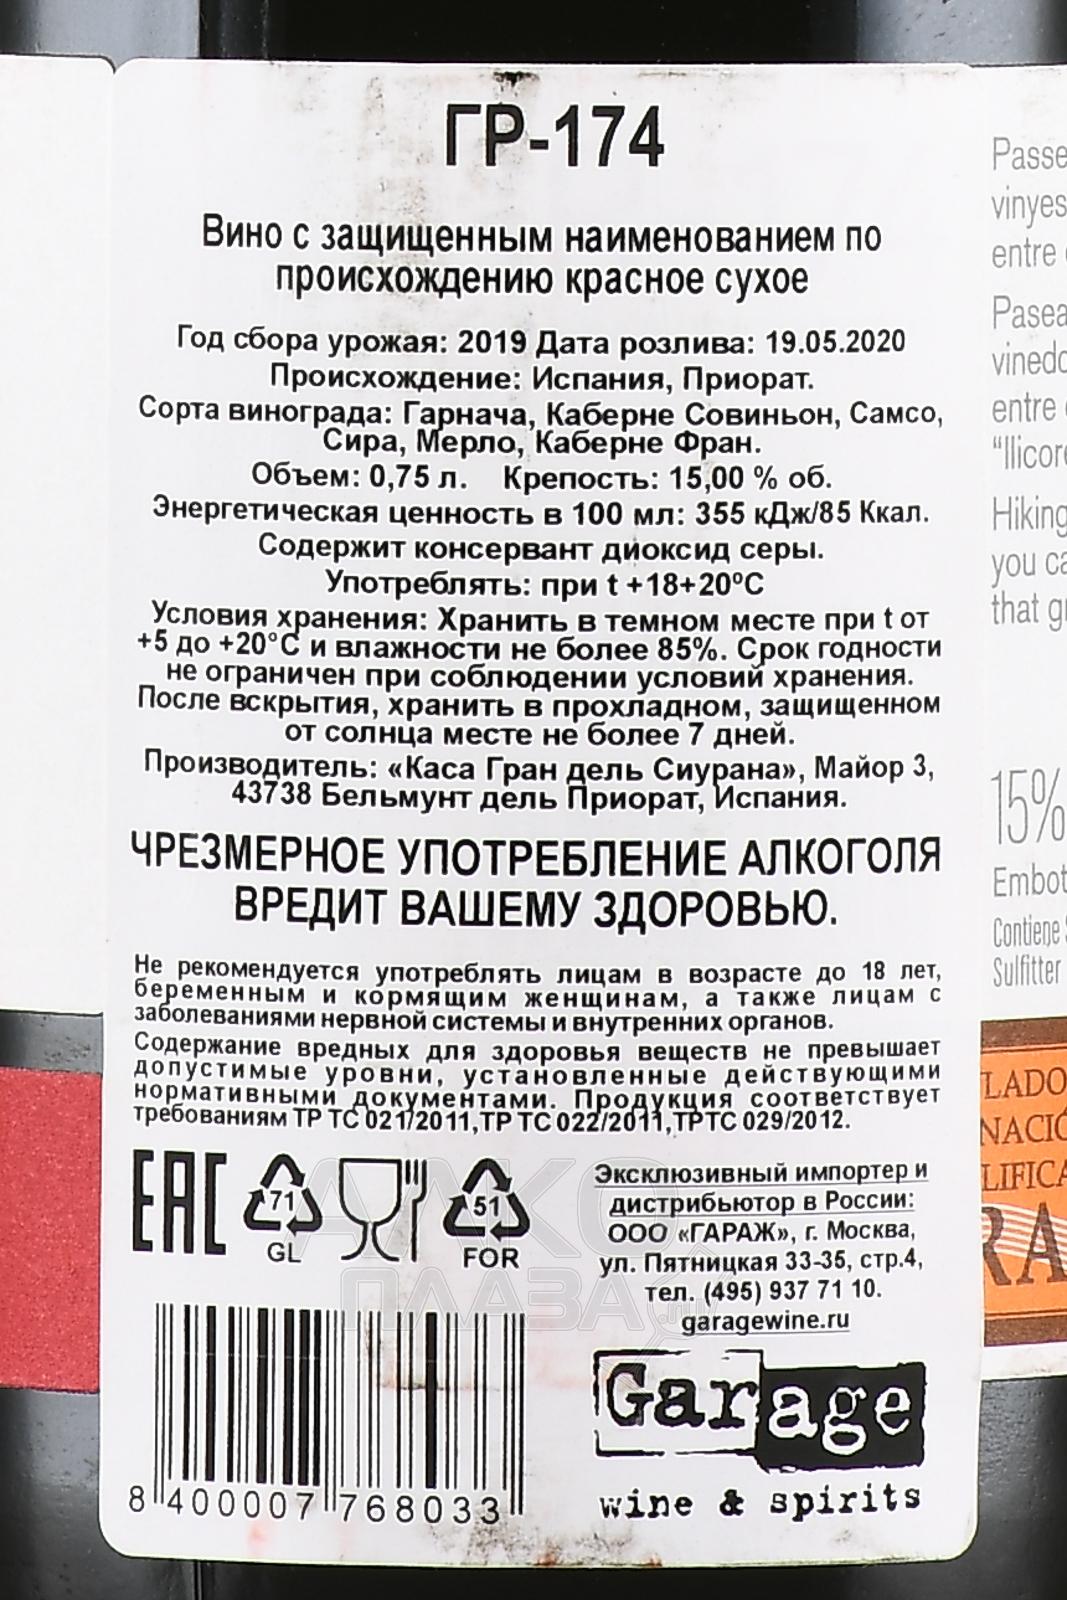 ГР-174
Вино с защищенным наименованием по
происхождению красное сухое
Год сбора урожая: 2019 Дата розлива: 19.05.2020
Происхождение: Испания, Приорат.
Сорта винограда: Гарнача, Каберне Совиньон, Самсо,
Сира, Мерло, Каберне Фран.
Объем: 0,75 л. Крепость: 15,00 % об.
Энергетическая ценность в 100 мл: 355 кДж/85 Ккал.
Содержит консервант диоксид серы.
Употреблять: при t +18+20ºС
Условия хранения: Хранить в темном месте при t от
+5 до +20°С и влажности не более 85%. Срок годности
не ограничен при соблюдении условий хранения.
После вскрытия, хранить в прохладном, защищенном
от солнца месте не более 7 дней.
Производитель: «Каса Гран дель Сиурана», Майор 3,
43738 Бельмунт дель Приорат, Испания.
ЧРЕЗМЕРНОЕ УПОТРЕБЛЕНИЕ АЛКОГОЛЯ
ВРЕДИТ ВАШЕМУ ЗДОРОВЬЮ.
Не рекомендуется употреблять лицам в возрасте до 18 лет,
беременным и кормящим женщинам, а также лицам с
заболеваниями нервной системы и внутренних органов.
Содержание вредных для здоровья веществ не превышает
допустимые уровни, установленные действующими
нормативными документами. Продукция соответствует
требованиям ТР ТС 021/2011, ТР ТС 022/2011, ТР ТС 029/2012.
EAC
71
GL
51
FOR
Эксклюзивный импортер и
дистрибьютор в России:
ООО «ГАРАЖ», г. Москва,
ул. Пятницкая 33-35, стр.4,
тел. (495) 937 71 10.
garagewine.ru
Garage
wine & spirits
8 400007 768033
АЛКО
ПЛАЗА
.ru
Passe
vinyes
entre
Pasea
vinedo
entre
"llicore
Hiking
you ca
that g
15%
Embot
Contiene
Sulfitter
LADO
NACIÓ
LIFICA
RA